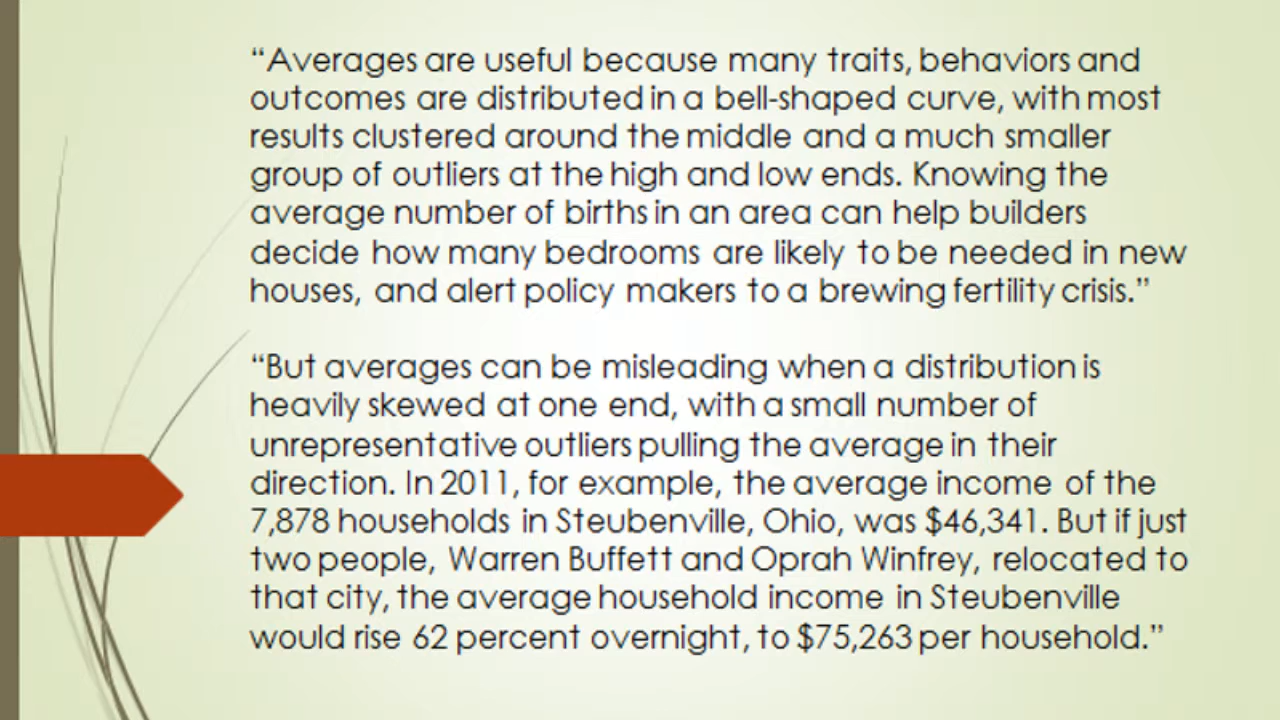 “Averages are useful because many traits, behaviors and
outcomes are distributed in a bell-shaped curve, with most
results clustered around the middle and a much smaller
group of outliers at the high and low ends. Knowing the
average number of births in an area can help builders
decide how many bedrooms are likely to be needed in new
houses, and alert policy makers to a brewing fertility crisis.”
“But averages can be misleading when a distribution is
heavily skewed at one end, with a small number of
unrepresentative outliers pulling the average in their
direction. In 2011, for example, the average income of the
7,878 households in Steubenville, Ohio, was $46,341. But if just
two people, Warren Buffett and Oprah Winfrey, relocated to
that city, the average household income in Steubenville
would rise 62 percent overnight, to $75,263 per household.”